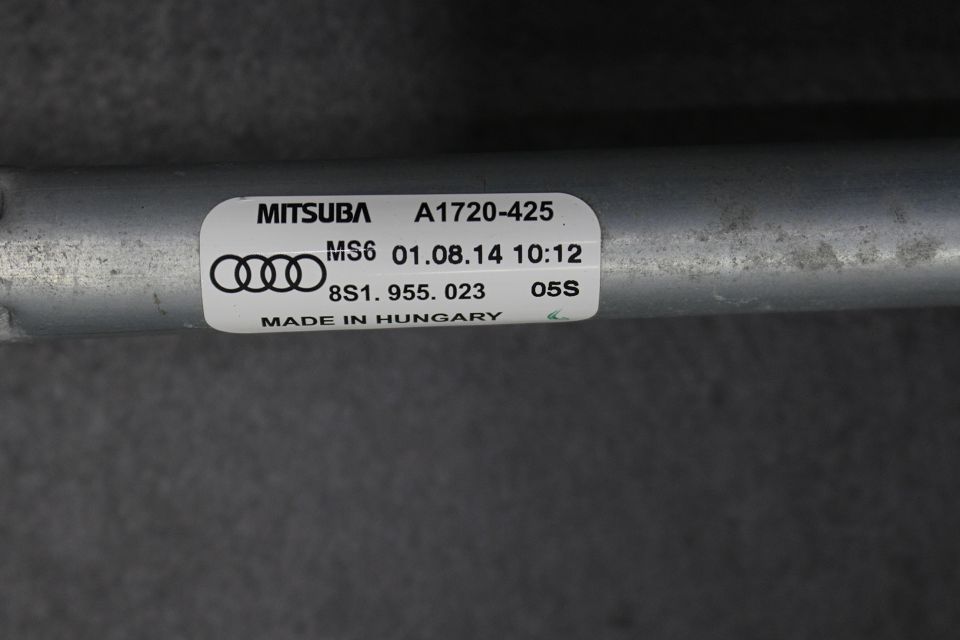 MITSUBA A1720-425
MS6 01.08.14 10:12
8S1. 955. 023 05S
MADE IN HUNGARY